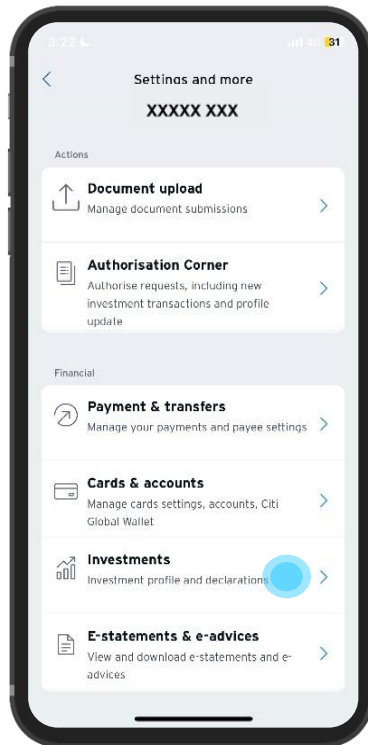 3:22
4G 31
Settings and more
XXXXX XXX
Actions
Document upload
Manage document submissions
Authorisation Corner
Authorise requests, including new
investment transactions and profile
update
Financial
Payment & transfers
Manage your payments and payee settings
Cards & accounts
Manage cards settings, accounts, Citi
Global Wallet
Investments
Investment profile and declarations
E-statements & e-advices
View and download e-statements and e-
advices